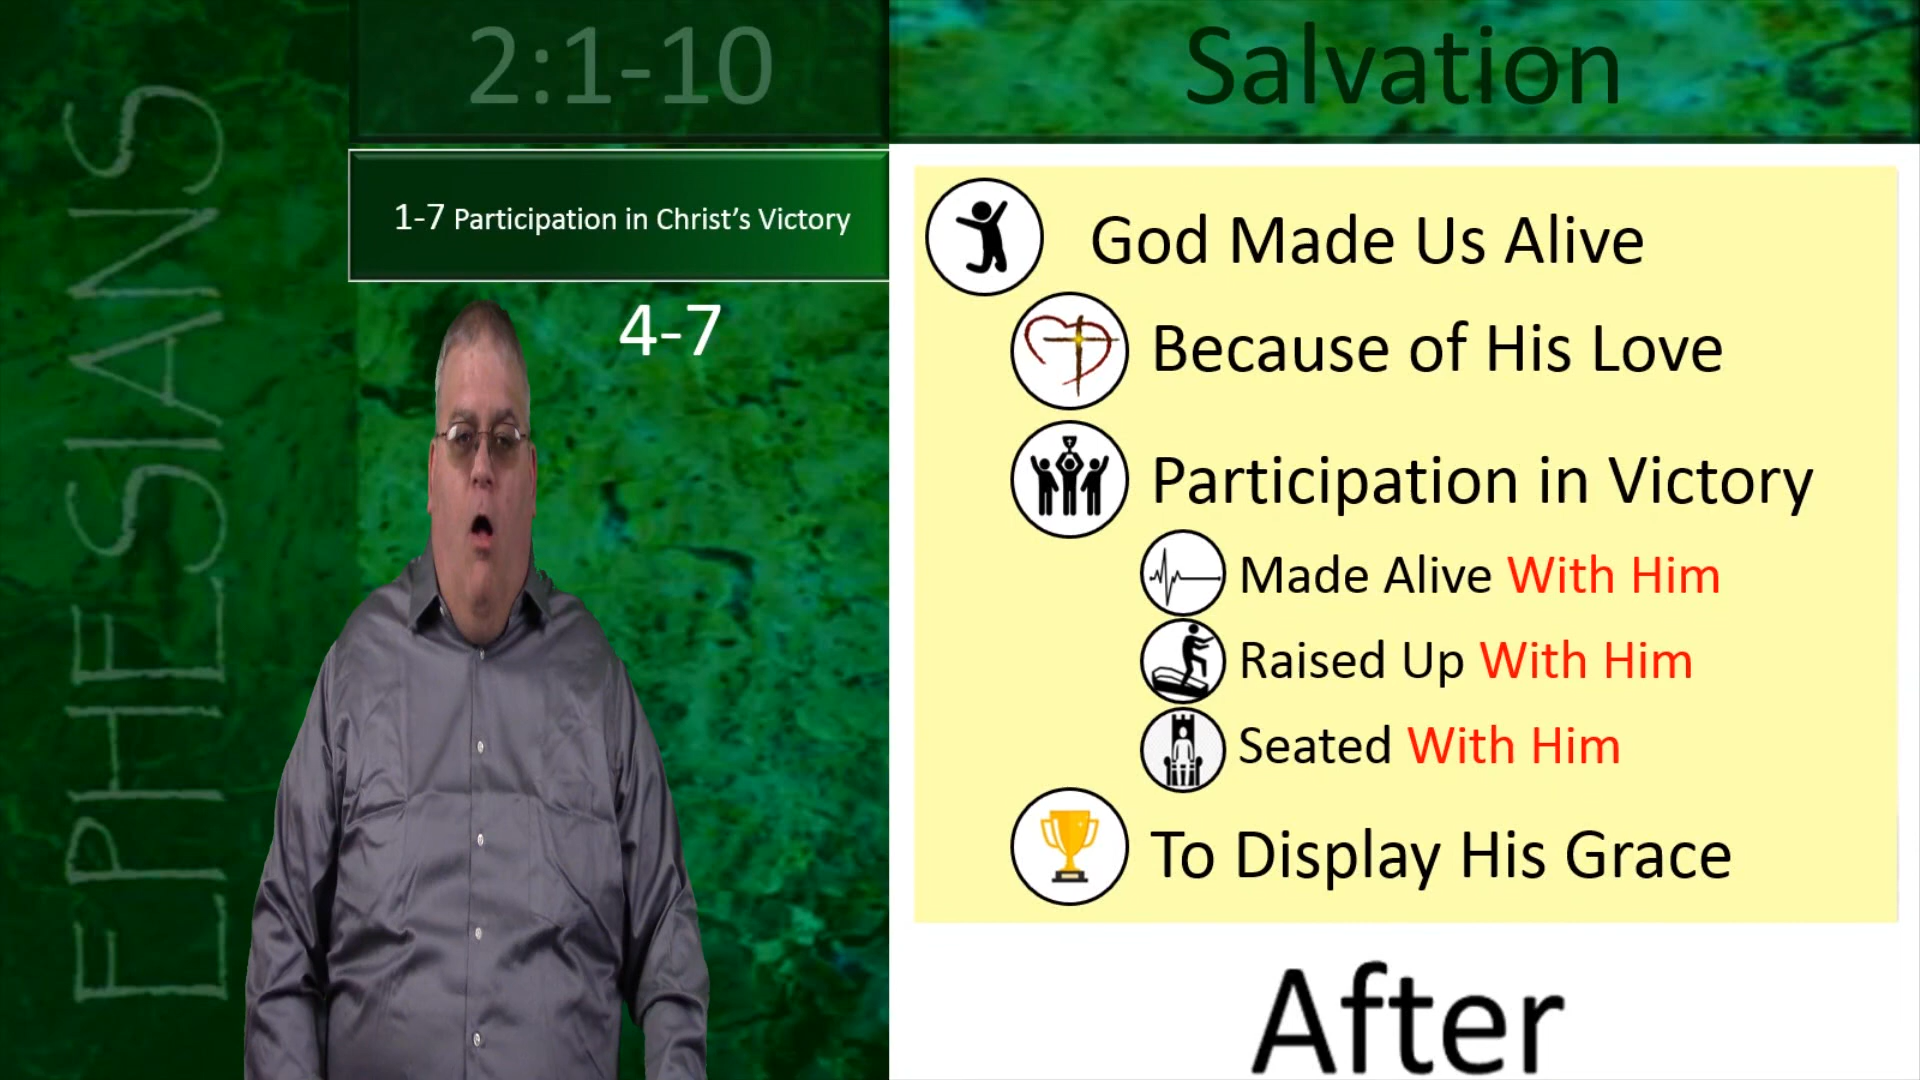 EPHESIANS
2:1-10
1-7 Participation in Christ’s Victory
4-7
Salvation
God Made Us Alive
Because of His Love
Participation in Victory
Made Alive With Him
Raised Up With Him
Seated With Him
To Display His Grace
After